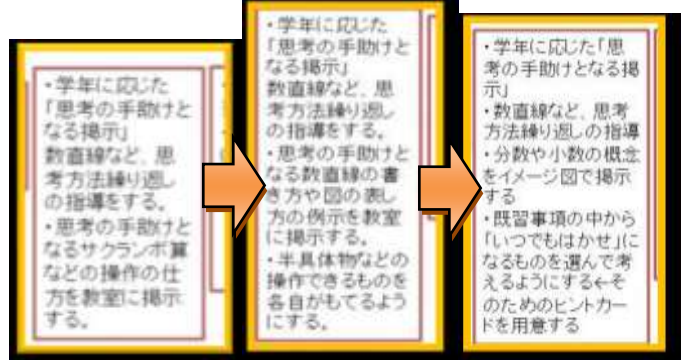 ・学年に応じた
「思考の手助けと
なる掲示」
数直線など、思
考方法繰り返し
の指導をする。
・思考の手助けと
なるサクランボ算
などの操作の仕
方を教室に掲示
する。
・学年に応じた
「思考の手助けと
なる掲示」
数直線など、思
考方法繰り返し
の指導をする。
・思考の手助けと
なる数直線の書
き方や図の表し
方の例示を教室
に掲示する。
・半具体物などの
操作できるものを
各自がもてるよう
にする。
・学年に応じた「思
考の手助けとなる掲
示」
・数直線など、思考
方法繰り返しの指導
・分数や小数の概念
をイメージ図で掲示
する
・既習事項の中から
「いつでもはかせ」に
なるものを選んで考
えるようにする←そ
のためのヒントカー
ドを用意する